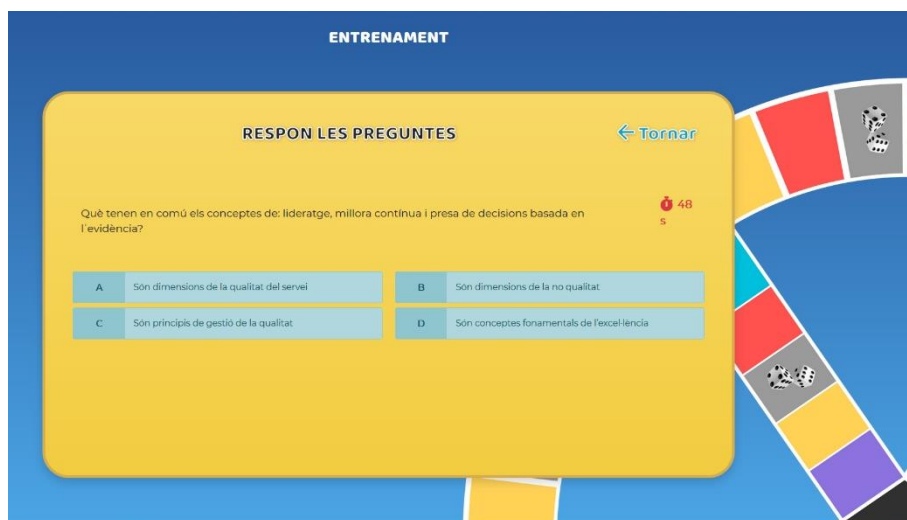 ENTRENAMENT
RESPON LES PREGUNTES
← Tornar
Què tenen en comú els conceptes de: lideratge, millora contínua i presa de decisions basada en
l'evidència?
48
s
A Són dimensions de la qualitat del servei
B Són dimensions de la no qualitat
C Són principis de gestió de la qualitat
D Són conceptes fonamentals de l'excel·lència